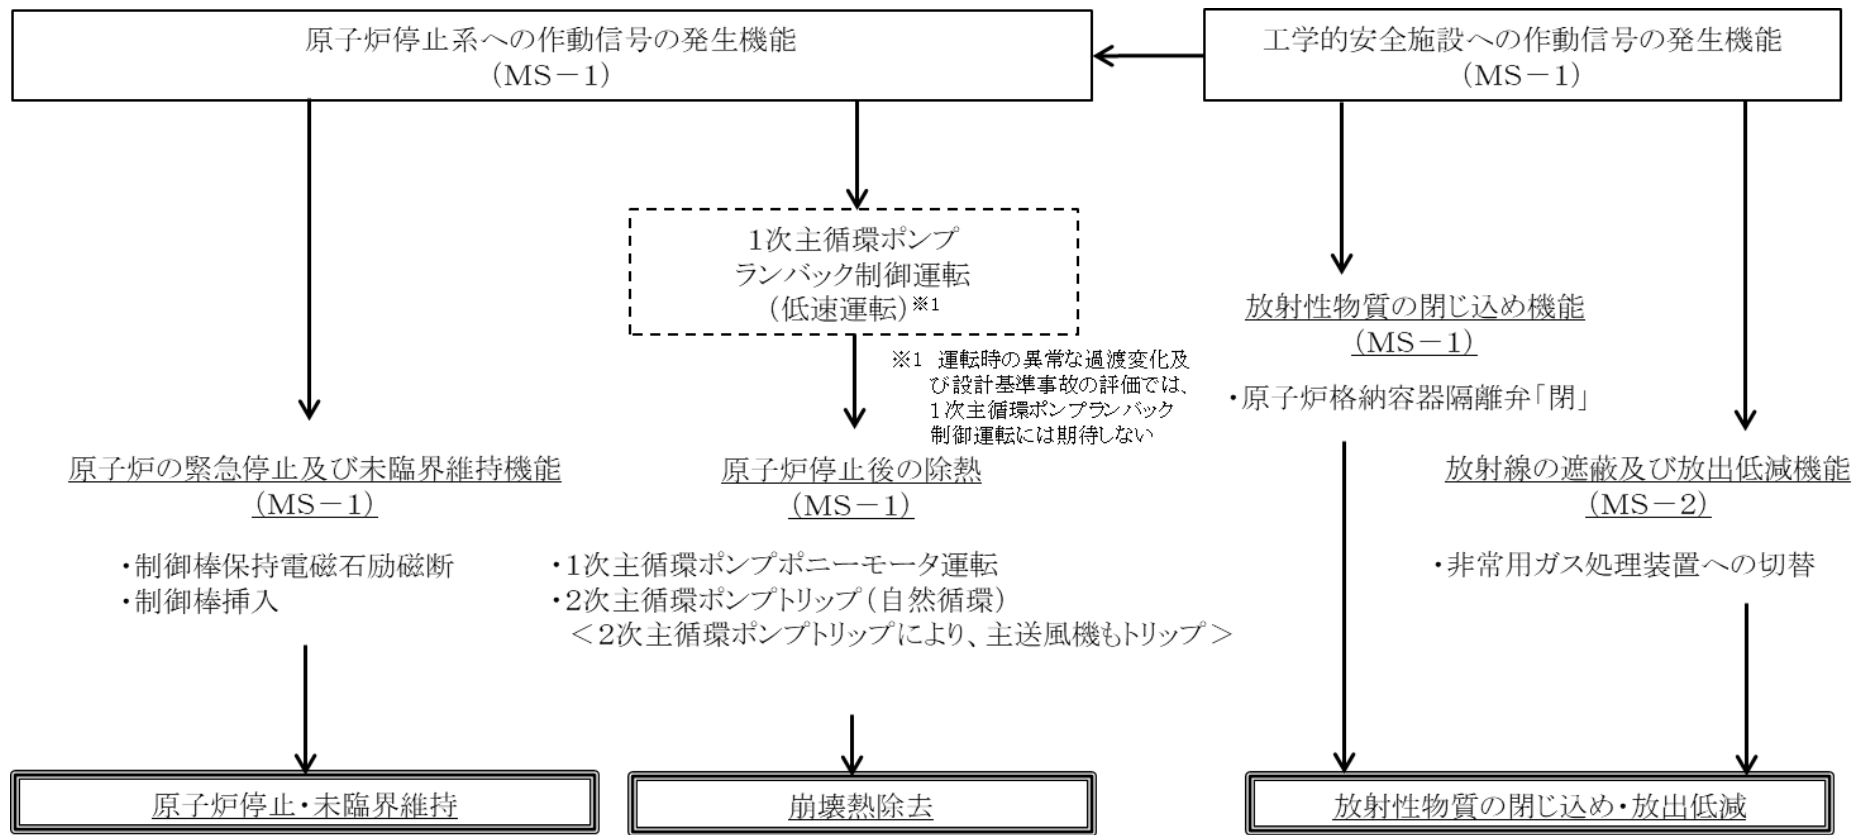 原子炉停止系への作動信号の発生機能
(MS－1)
工学的安全施設への作動信号の発生機能
(MS－1)
1次主循環ポンプ
ランバック制御運転
(低速運転)※1
※1 運転時の異常な過渡変化及
び設計基準事故の評価では、
1次主循環ポンプランバック
制御運転には期待しない
放射性物質の閉じ込め機能
(MS－1)
・原子炉格納容器隔離弁「閉」
原子炉の緊急停止及び未臨界維持機能
(MS－1)
・制御棒保持電磁石励磁断
・制御棒挿入
原子炉停止後の除熱
(MS－1)
・1次主循環ポンプポニーモータ運転
・2次主循環ポンプトリップ(自然循環)
＜2次主循環ポンプトリップにより、主送風機もトリップ＞
放射線の遮蔽及び放出低減機能
(MS－2)
・非常用ガス処理装置への切替
原子炉停止・未臨界維持
崩壊熱除去
放射性物質の閉じ込め・放出低減